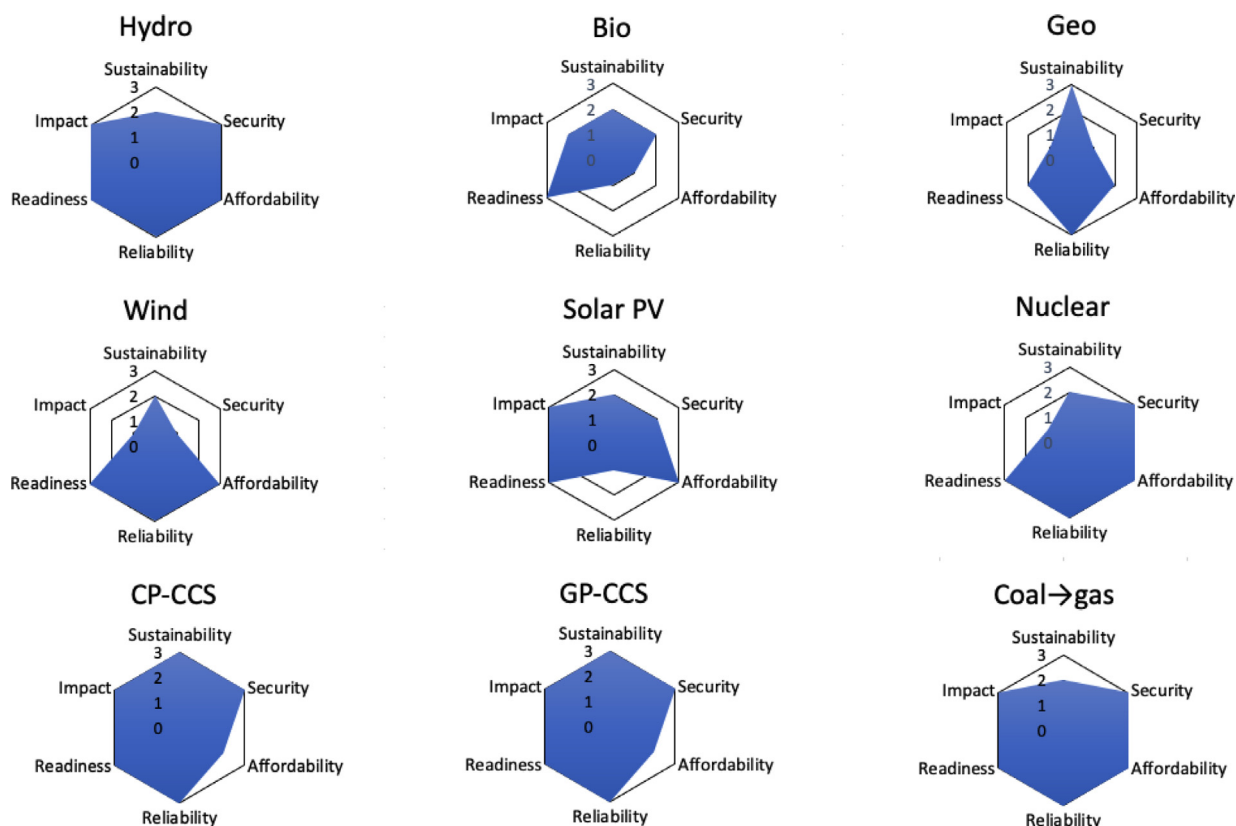 Hydro
Sustainability
3
2
1
0
Impact
Security
Readiness
Affordability
Reliability
Bio
Sustainability
3
2
1
0
Impact
Security
Readiness
Affordability
Reliability
Geo
Sustainability
3
2
1
0
Impact
Security
Readiness
Affordability
Reliability
Wind
Sustainability
3
2
1
0
Impact
Security
Readiness
Affordability
Reliability
Solar PV
Sustainability
3
2
1
0
Impact
Security
Readiness
Affordability
Reliability
Nuclear
Sustainability
3
2
1
0
Impact
Security
Readiness
Affordability
Reliability
CP-CCS
Sustainability
3
2
1
0
Impact
Security
Readiness
Affordability
Reliability
GP-CCS
Sustainability
3
2
1
0
Impact
Security
Readiness
Affordability
Reliability
Coal→gas
Sustainability
3
2
1
0
Impact
Security
Readiness
Affordability
Reliability